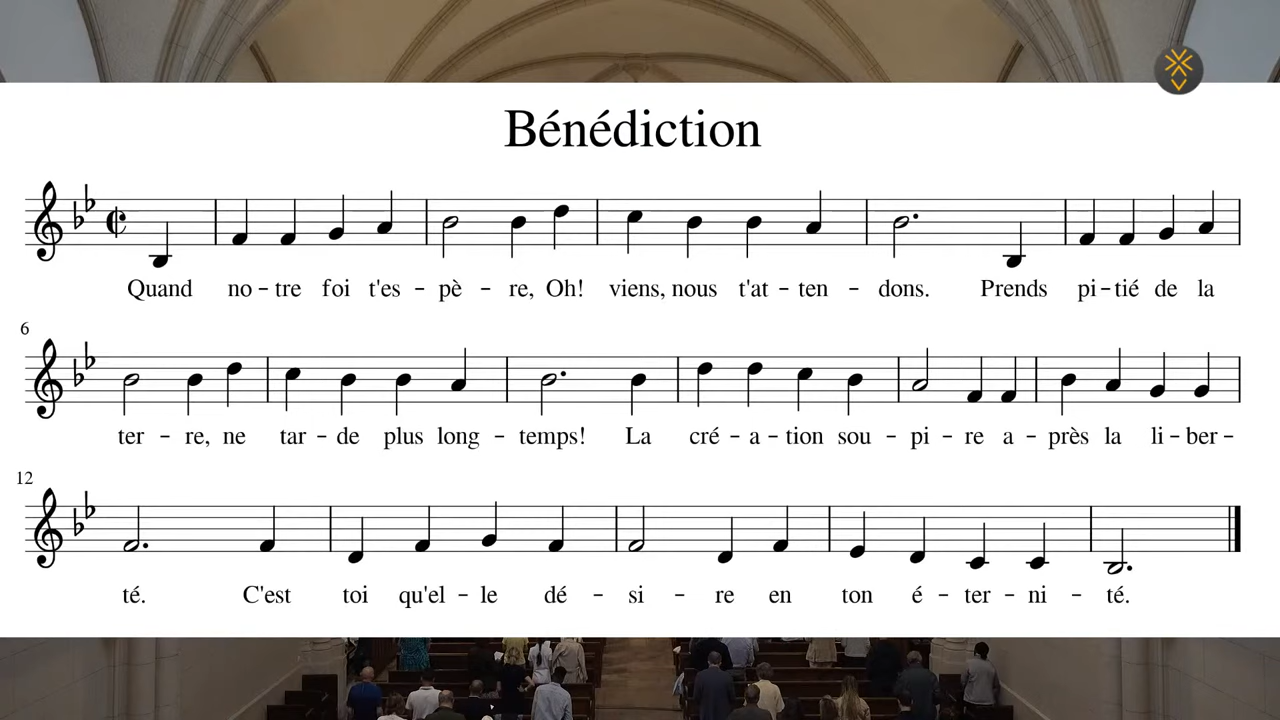 Bénédiction
Quand no – tre foi t'es – pè – re, Oh! viens, nous t'at – ten – dons. Prends pi – tié de la
6
ter – re, ne tar – de plus long – temps! La cré – a – tion sou – pi – re a – près la li – ber –
12
té. C'est toi qu'el – le dé – si – re en ton é – ter – ni – té.